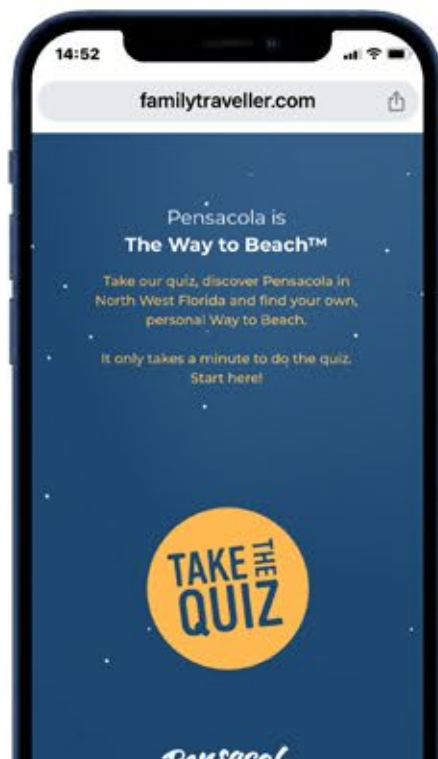 14:52
familytraveller.com
Pensacola is
The Way to Beach™
Take our quiz, discover Pensacola in
North West Florida and find your own,
personal Way to Beach.
It only takes a minute to do the quiz.
Start here!
TAKE THE
QUIZ